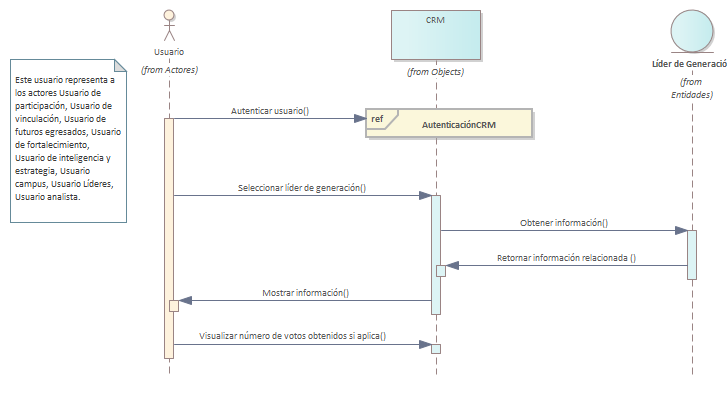 CRM
Usuario
(from Actores)
(from Objects)
Líder de Generació
(from
Entidades)
Este usuario representa a
los actores Usuario de
participación, Usuario de
vinculación, Usuario de
futuros egresados, Usuario
de fortalecimiento,
Usuario de inteligencia y
estrategia, Usuario
campus, Usuario Líderes,
Usuario analista.
Autenticar usuario()
ref
AutenticaciónCRM
Seleccionar líder de generación()
Obtener información()
Retornar información relacionada ()
Mostrar información()
Visualizar número de votos obtenidos si aplica()